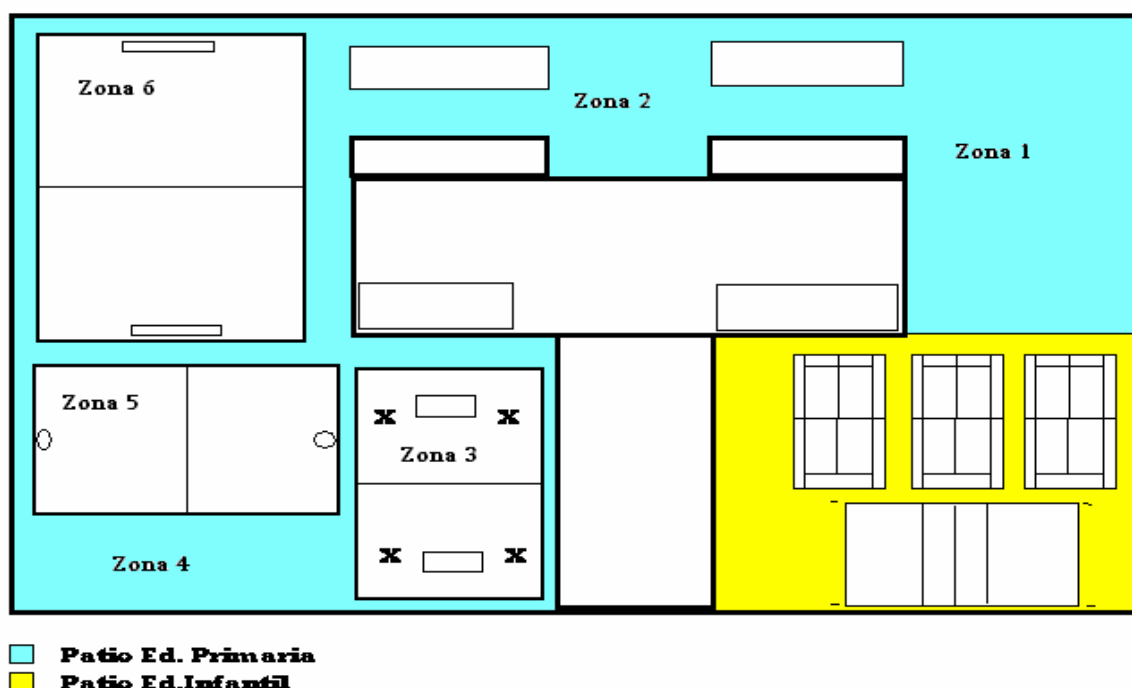 Zona 6
Zona 2
Zona 1
Zona 5
X X
Zona 3
X X
Zona 4
Patio Ed. Primaria
Patio Ed.Infantil